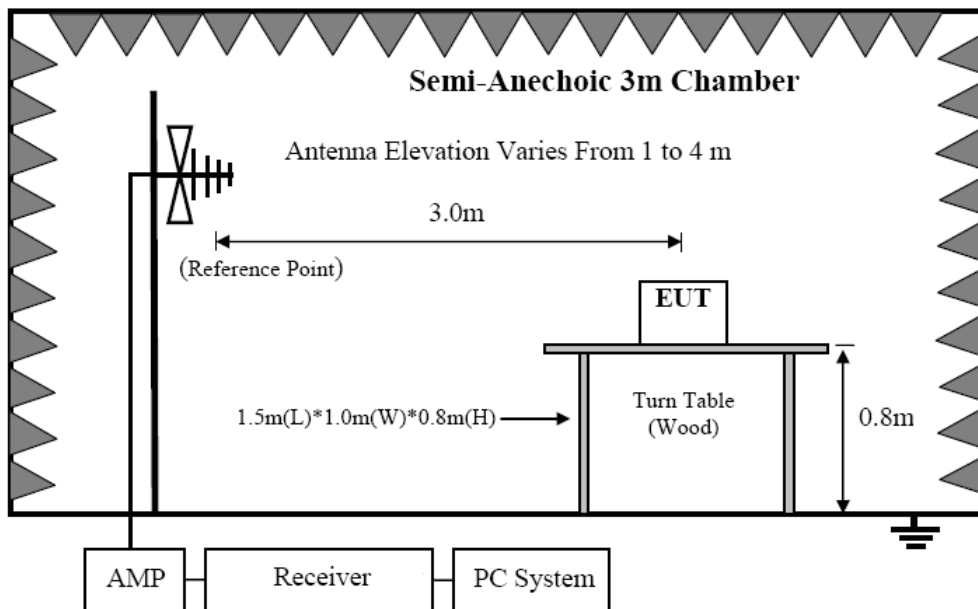 Semi-Anechoic 3m Chamber
Antenna Elevation Varies From 1 to 4 m
3.0m
(Reference Point)
EUT
1.5m(L)*1.0m(W)*0.8m(H)
Turn Table
(Wood)
0.8m
AMP
Receiver
PC System